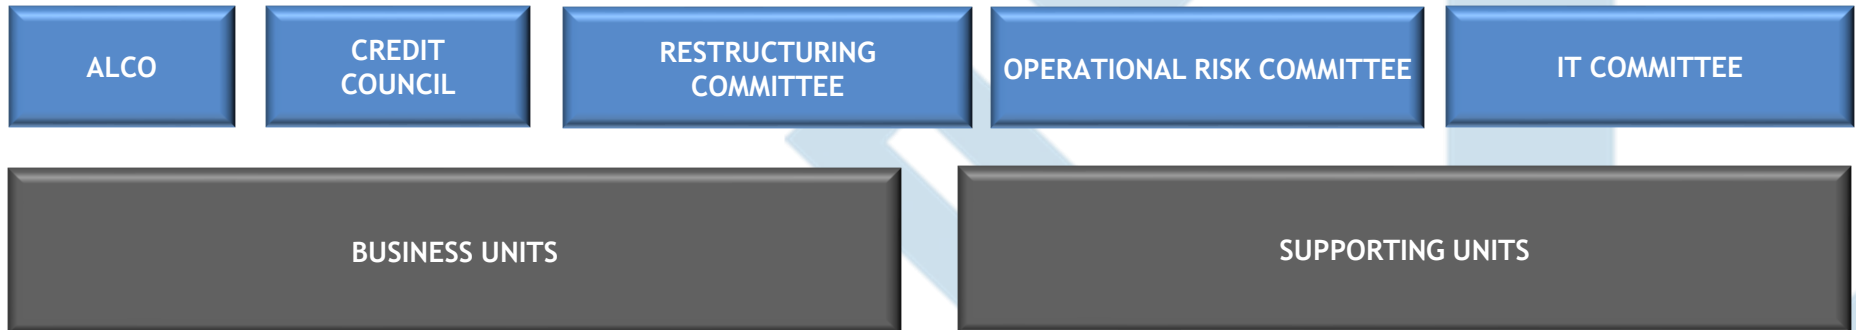 ALCO
CREDIT
COUNCIL
RESTRUCTURING
COMMITTEE
OPERATIONAL RISK COMMITTEE
IT COMMITTEE
BUSINESS UNITS
SUPPORTING UNITS